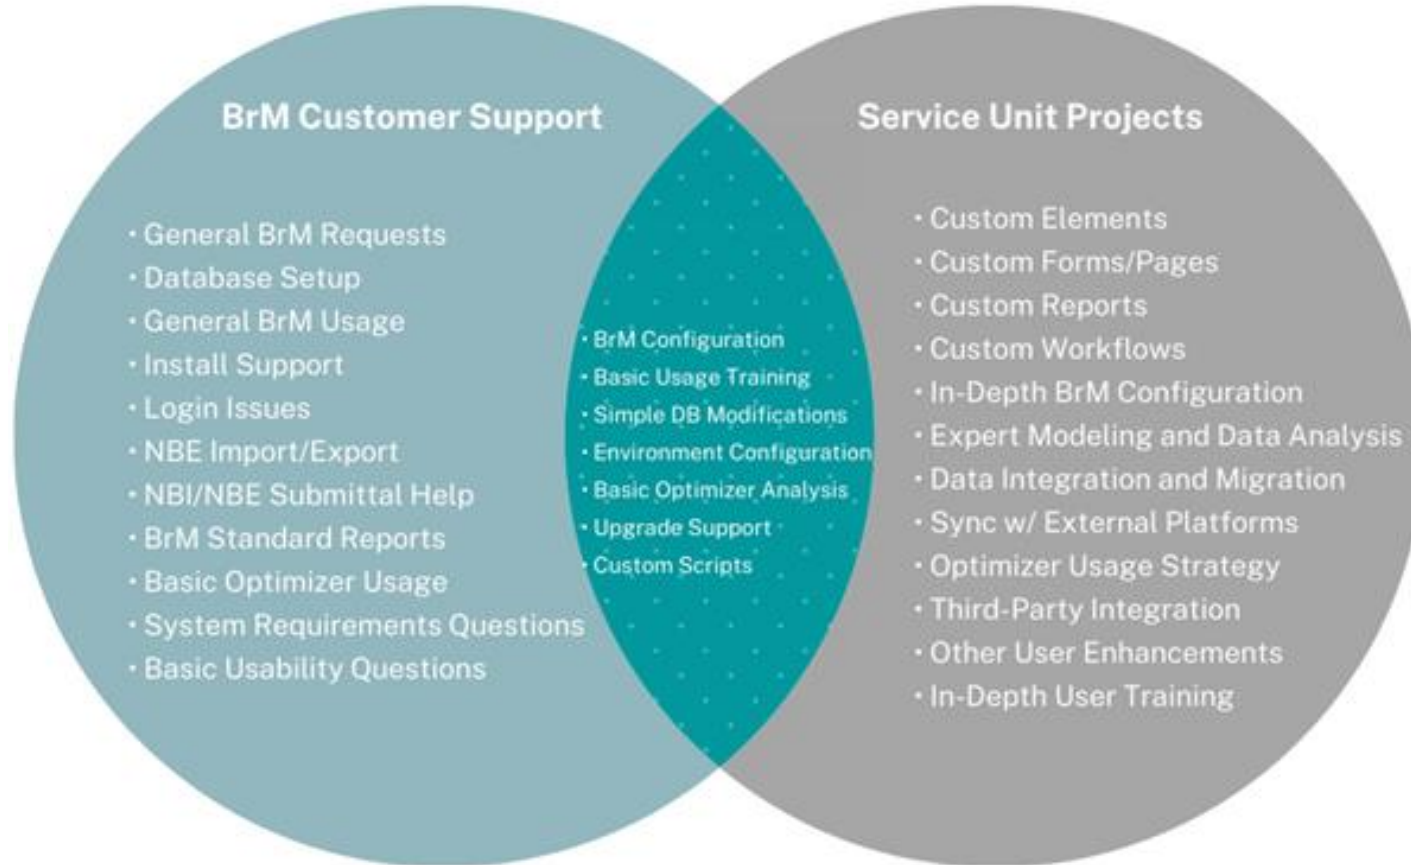 BrM Customer Support
• General BrM Requests
• Database Setup
• General BrM Usage
• Install Support
• Login Issues
• NBE Import/Export
• NBI/NBE Submittal Help
• BrM Standard Reports
• Basic Optimizer Usage
• System Requirements Questions
• Basic Usability Questions
• BrM Configuration
• Basic Usage Training
• Simple DB Modifications
• Environment Configuration
• Basic Optimizer Analysis
• Upgrade Support
• Custom Scripts
Service Unit Projects
• Custom Elements
• Custom Forms/Pages
• Custom Reports
• Custom Workflows
• In-Depth BrM Configuration
• Expert Modeling and Data Analysis
• Data Integration and Migration
• Sync w/ External Platforms
• Optimizer Usage Strategy
• Third-Party Integration
• Other User Enhancements
• In-Depth User Training